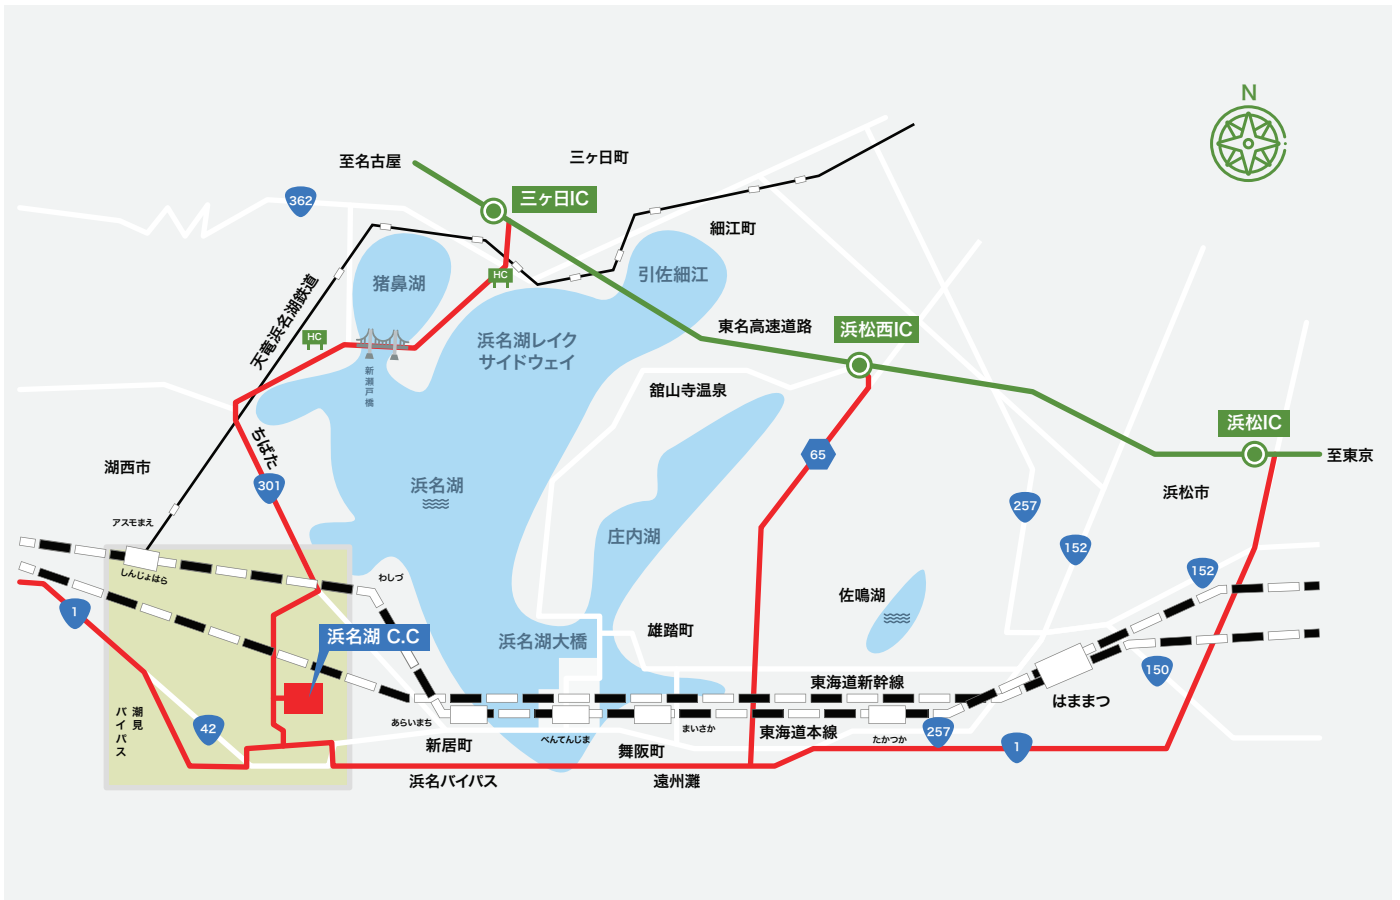 N
至名古屋
三ヶ日町
362
三ヶ日IC
細江町
猪鼻湖
HC
引佐細江
天竜浜名湖鉄道
HC
浜名湖レイク
サイドウェイ
東名高速道路
浜松西IC
新瀬戸橋
舘山寺温泉
浜松IC
至東京
ちばた
湖西市
65
301
浜名湖
浜松市
257
アスモまえ
庄内湖
152
しんじょはら
わしづ
152
1
佐鳴湖
浜名湖 C.C
浜名湖大橋
雄踏町
150
東海道新幹線
はままつ
潮見
バイパス
42
あらいまち
新居町
べんてんじま
舞阪町
まいさか
東海道本線
たかつか
257
1
浜名バイパス
遠州灘